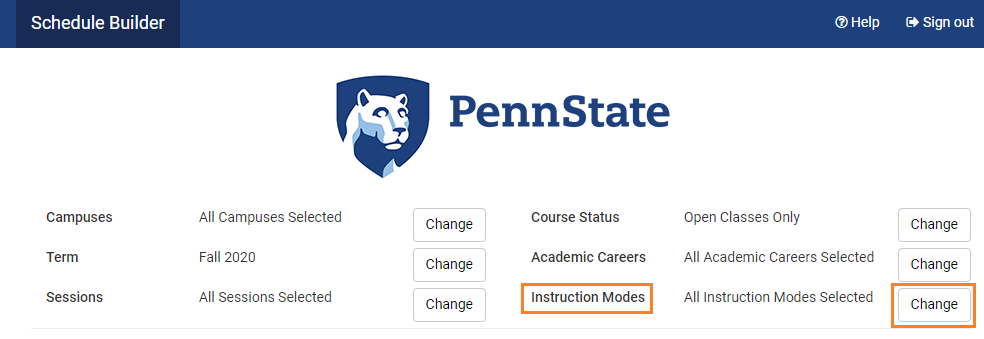 Schedule Builder Help Sign out
PennState
Campuses All Campuses Selected Change Course Status Open Classes Only Change
Term Fall 2020 Change Academic Careers All Academic Careers Selected Change
Sessions All Sessions Selected Change Instruction Modes All Instruction Modes Selected Change